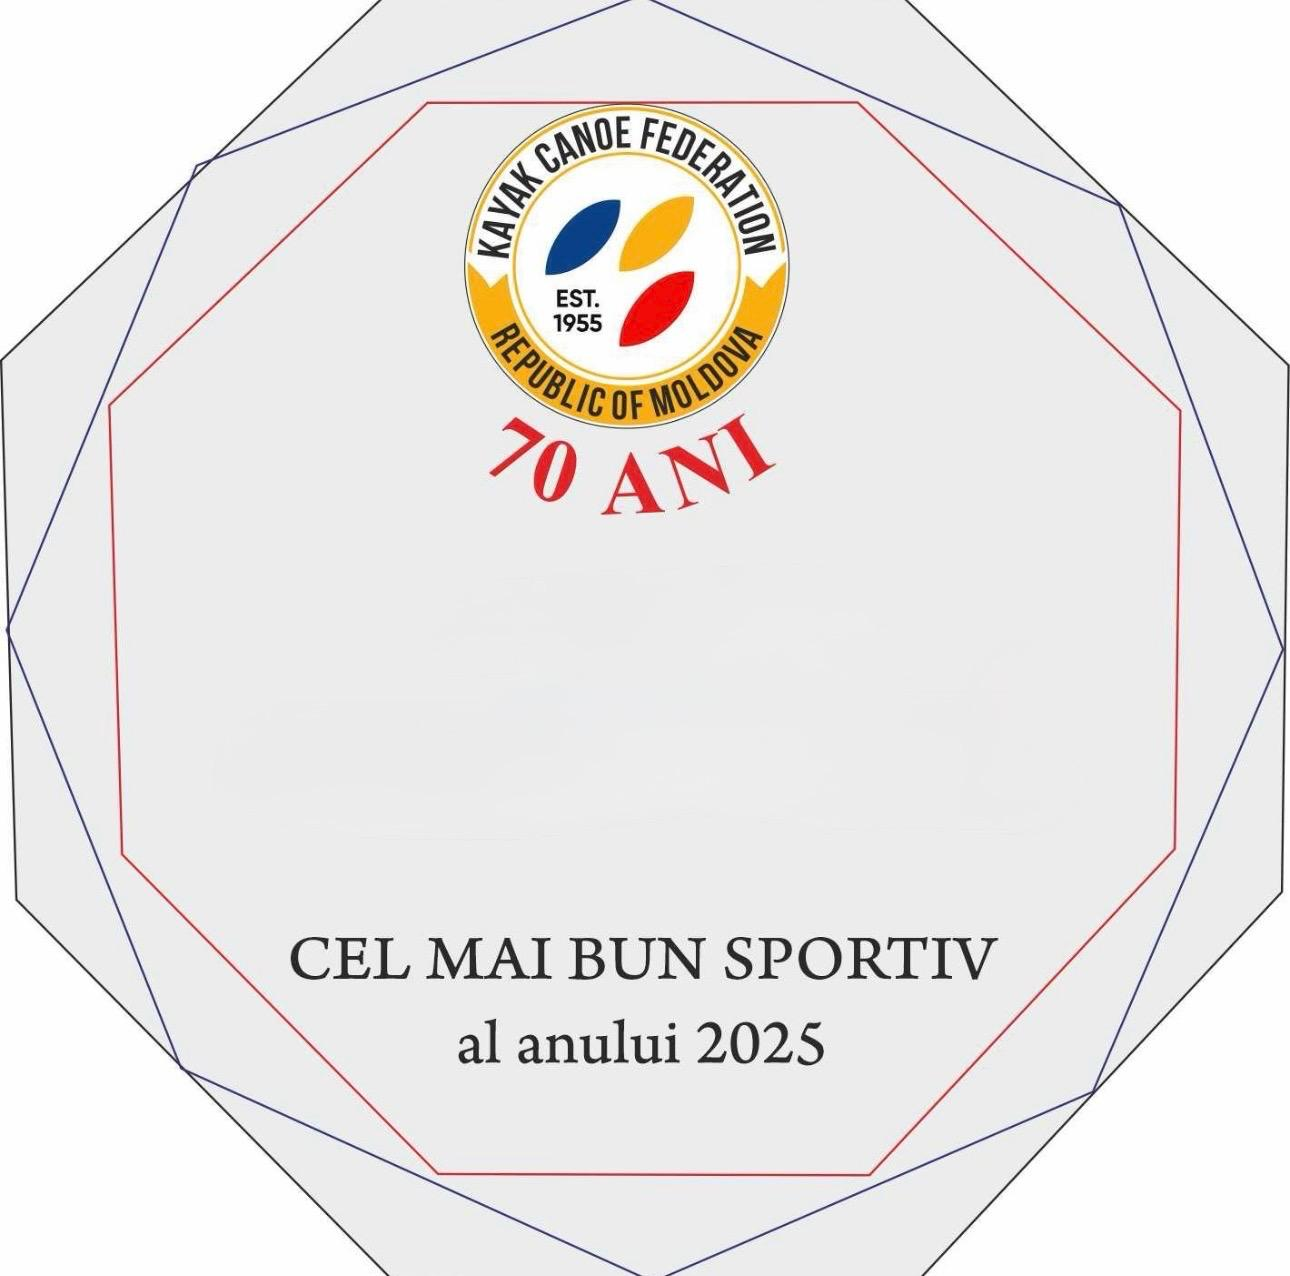 KAYAK CANOE FEDERATION
EST.
1955
REPUBLIC OF MOLDOVA
70 ANI
CEL MAI BUN SPORTIV
al anului 2025